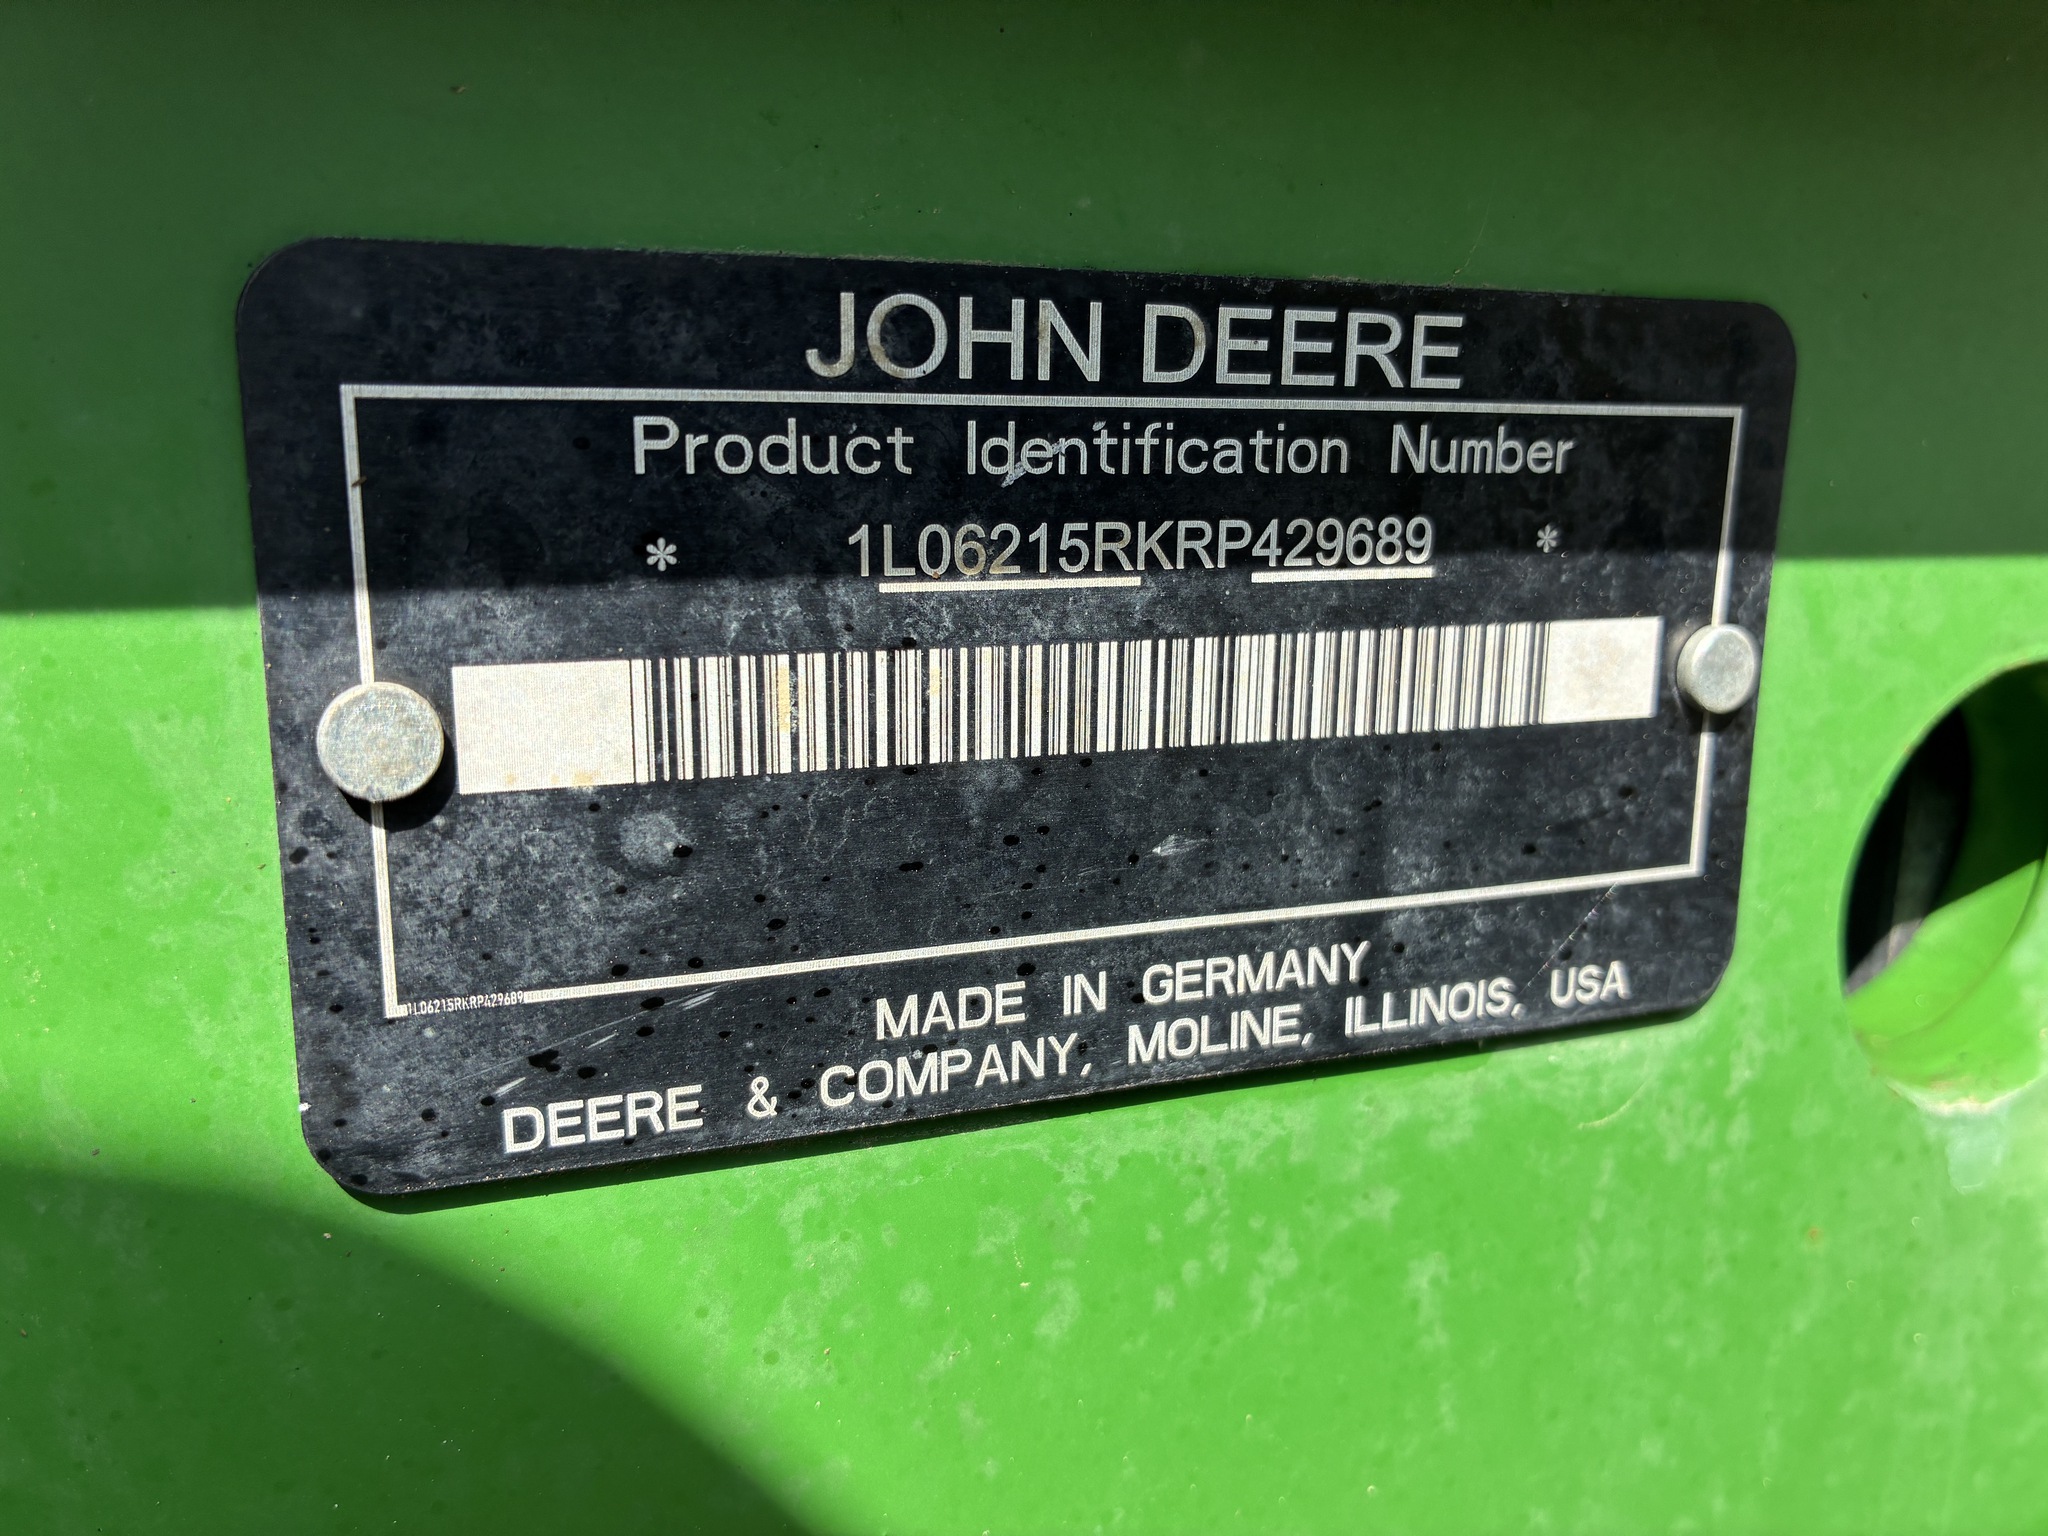 JOHN DEERE
Product Identification Number
* 1L06215RKRP429689 *
1L06215RKRP429689
MADE IN GERMANY
DEERE & COMPANY, MOLINE, ILLINOIS, USA